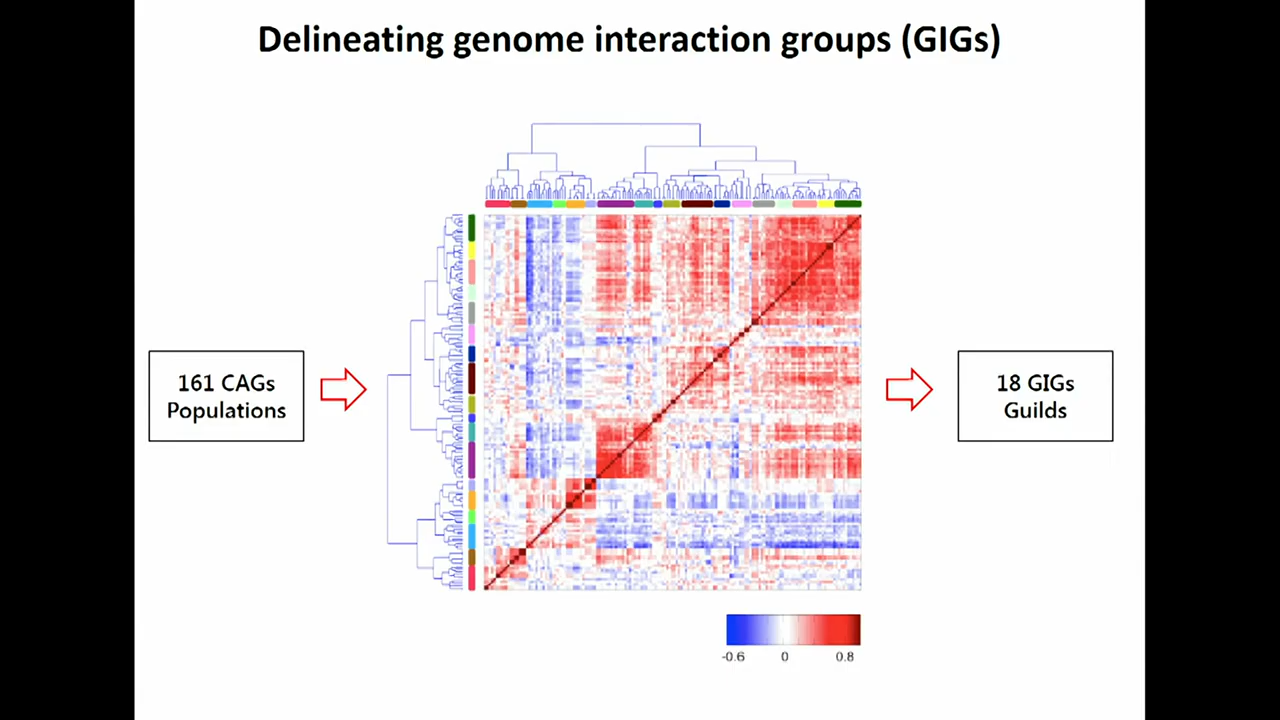 Delineating genome interaction groups (GIGs)
161 CAGs
Populations
18 GIGs
Guilds
-0.6 0 0.8